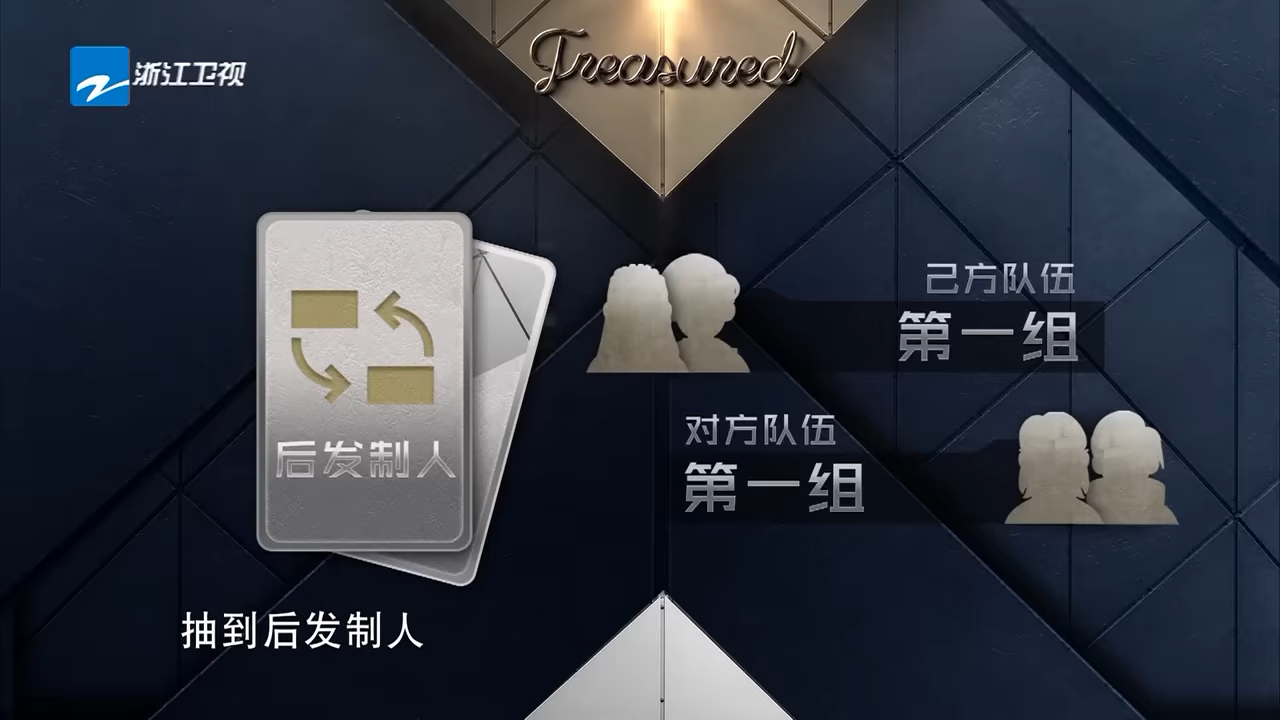 Treasured
浙江卫视
己方队伍
第一组
对方队伍
第一组
后发制人
抽到后发制人